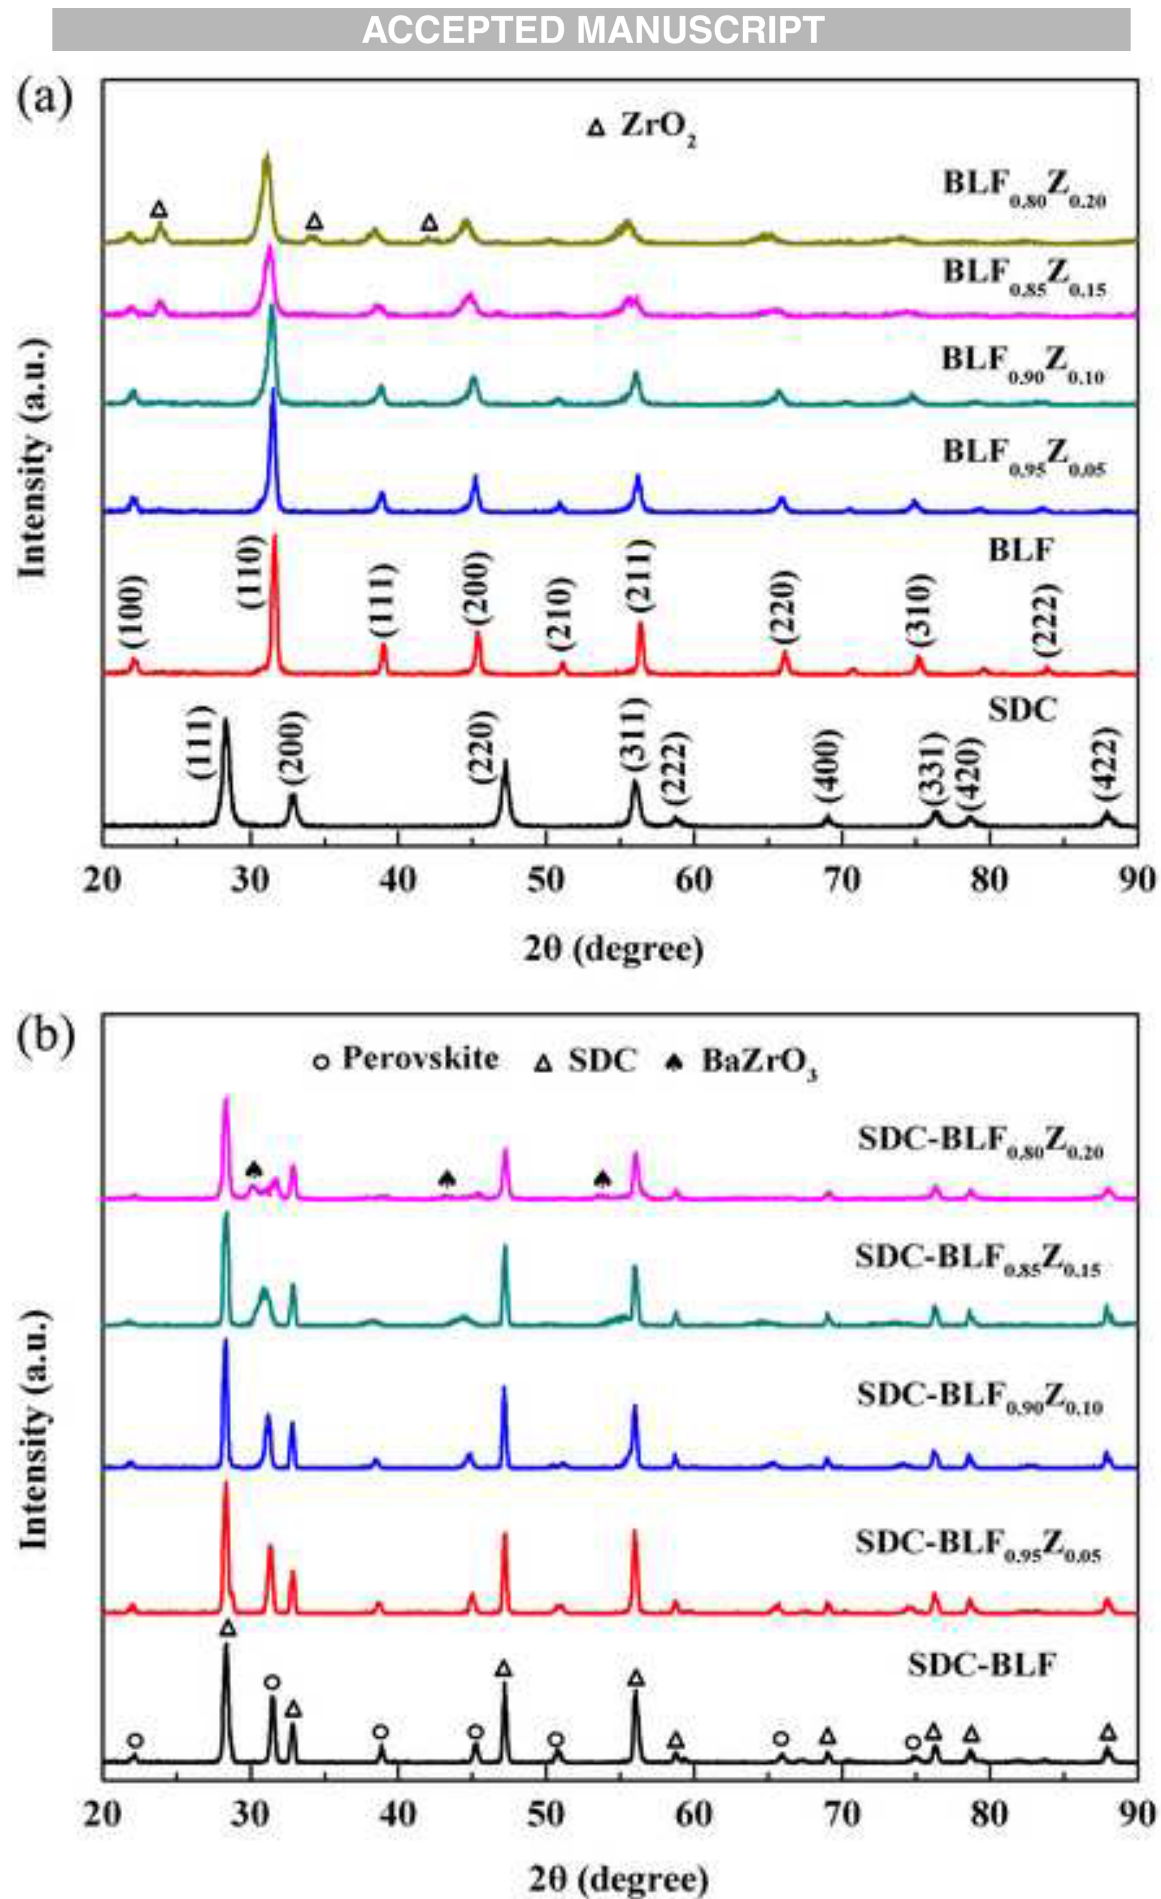 ACCEPTED MANUSCRIPT
(a)
△ ZrO₂
BLF₀.₈₀Z₀.₂₀
BLF₀.₈₅Z₀.₁₅
BLF₀.₉₀Z₀.₁₀
BLF₀.₉₅Z₀.₀₅
BLF
(100) (110) (111) (200) (210) (211) (220) (310) (222)
SDC
(111) (200) (220) (311) (222) (400) (331) (420) (422)
Intensity (a.u.)
20 30 40 50 60 70 80 90
2θ (degree)
(b)
○ Perovskite △ SDC ♠ BaZrO₃
SDC-BLF₀.₈₀Z₀.₂₀
SDC-BLF₀.₈₅Z₀.₁₅
SDC-BLF₀.₉₀Z₀.₁₀
SDC-BLF₀.₉₅Z₀.₀₅
SDC-BLF
Intensity (a.u.)
20 30 40 50 60 70 80 90
2θ (degree)